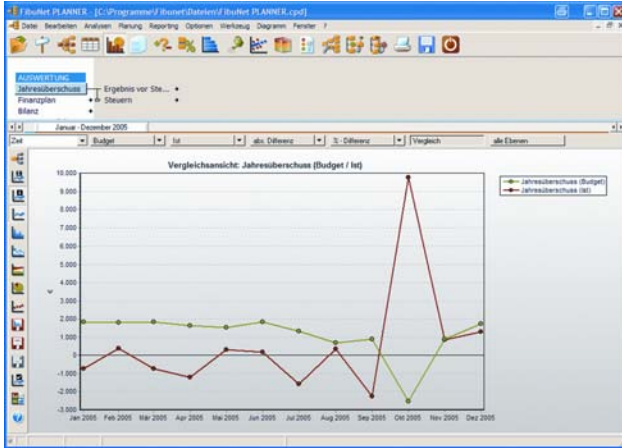 FibuNet PLANNER - [C:\Programme\Fibunet\Dateien\FibuNet PLANNER.cpd]
Datei Bearbeiten Analysen Planung Reporting Optionen Werkzeug Diagramm Fenster ?
AUSWERTUNG
Jahresüberschuss Ergebnis vor Ste...
Finanzplan Steuern
Bilanz
Januar - Dezember 2005
Zeit Budget Ist abs. Differenz % - Differenz Vergleich alle Ebenen
Vergleichsansicht: Jahresüberschuss (Budget / Ist)
Jahresüberschuss (Budget)
Jahresüberschuss (Ist)
10.000
9.000
8.000
7.000
6.000
5.000
4.000
3.000
2.000
1.000
0
-1.000
-2.000
-3.000
€
Jan 2005 Feb 2005 Mär 2005 Apr 2005 Mai 2005 Jun 2005 Jul 2005 Aug 2005 Sep 2005 Okt 2005 Nov 2005 Dez 2005